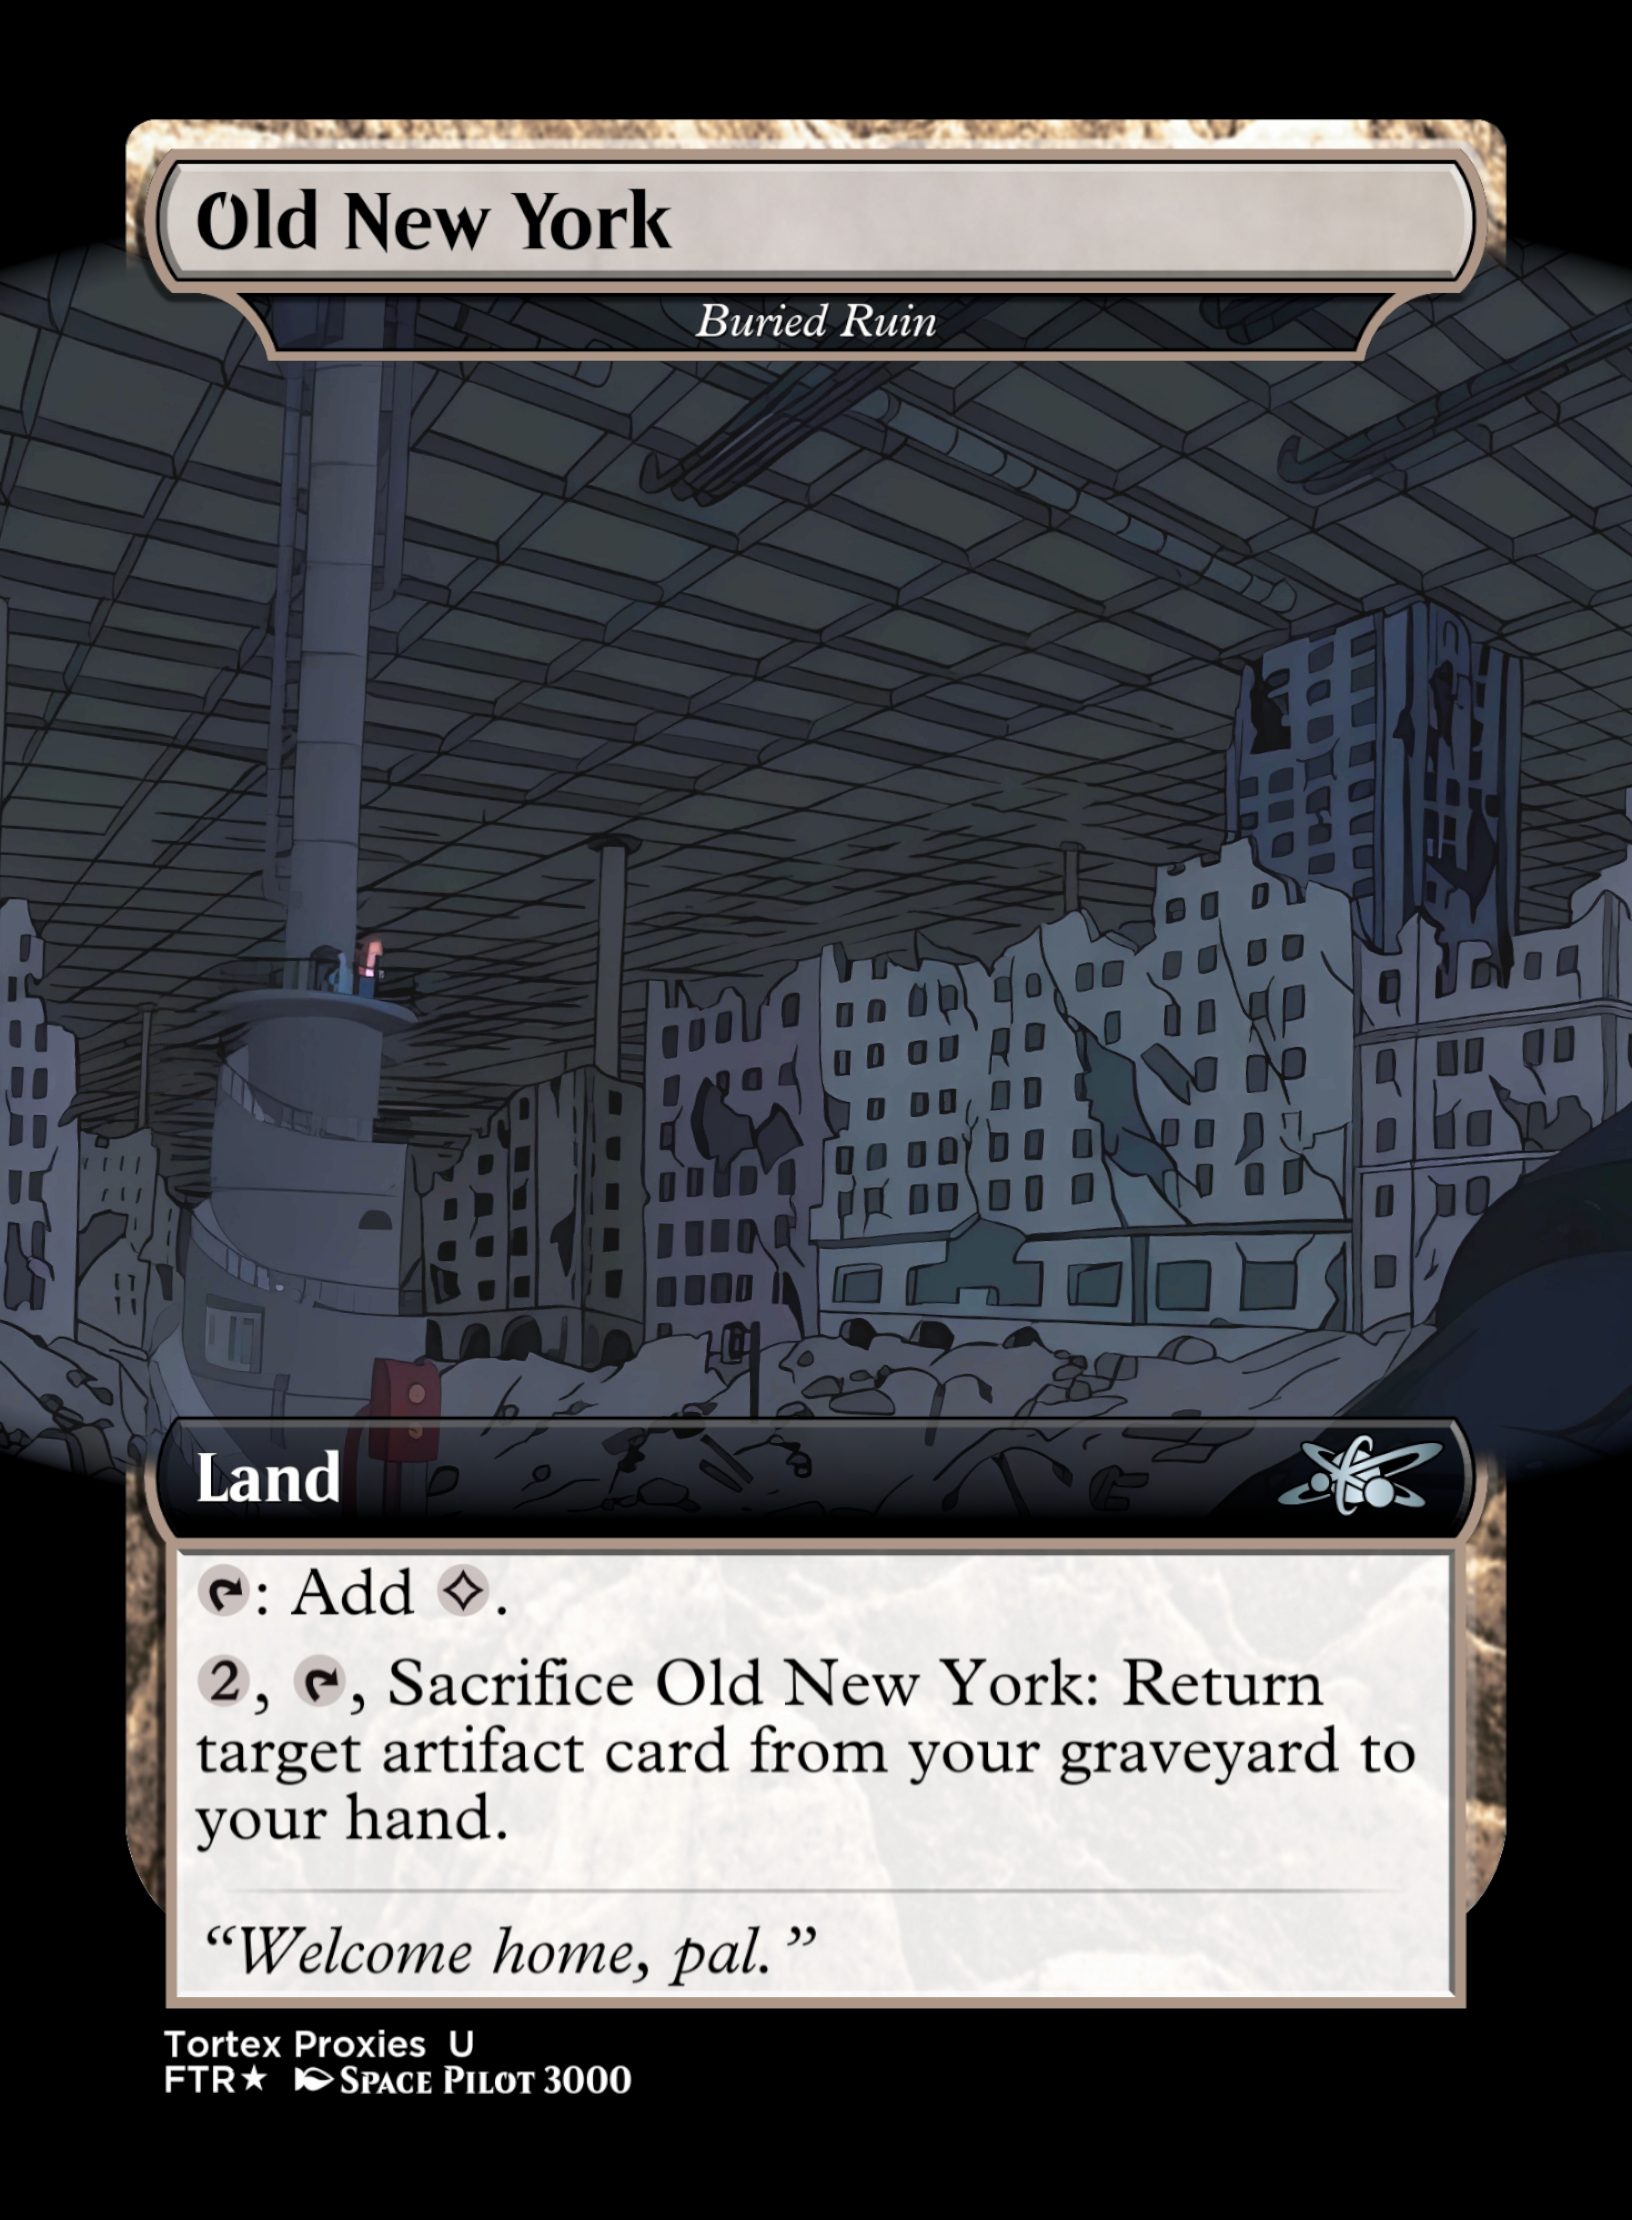 Old New York
Buried Ruin
Land
: Add .
2, , Sacrifice Old New York: Return
target artifact card from your graveyard to
your hand.
“Welcome home, pal.”
Tortex Proxies U
FTR★ Space Pilot 3000